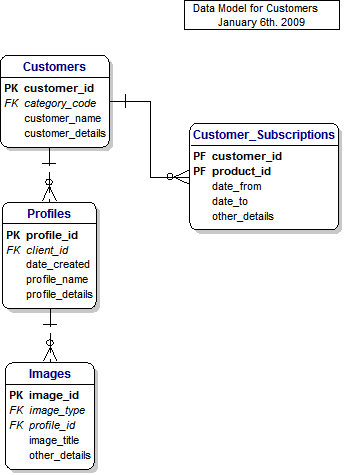 Data Model for Customers
January 6th. 2009
Customers
PK customer_id
FK category_code
customer_name
customer_details
Customer_Subscriptions
PF customer_id
PF product_id
date_from
date_to
other_details
Profiles
PK profile_id
FK client_id
date_created
profile_name
profile_details
Images
PK image_id
FK image_type
FK profile_id
image_title
other_details